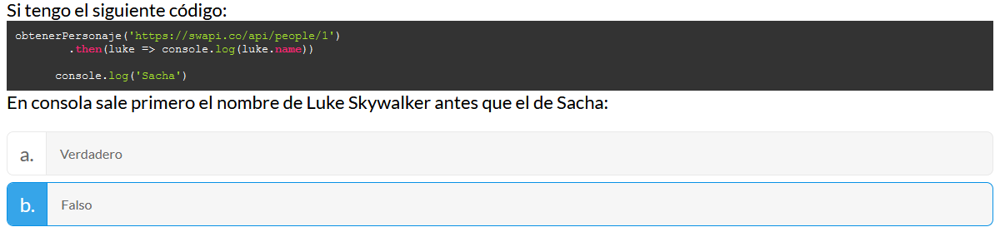 Si tengo el siguiente código:
obtenerPersonaje('https://swapi.co/api/people/1')
.then(luke => console.log(luke.name))
console.log('Sacha')
En consola sale primero el nombre de Luke Skywalker antes que el de Sacha:
a. Verdadero
b. Falso